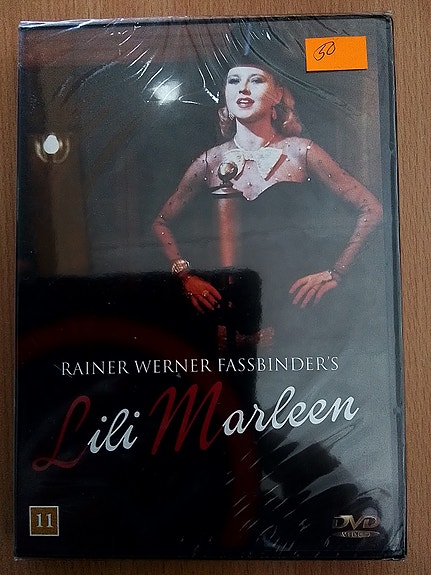 50
RAINER WERNER FASSBINDER'S
Lili Marleen
11
DVD
VIDEO